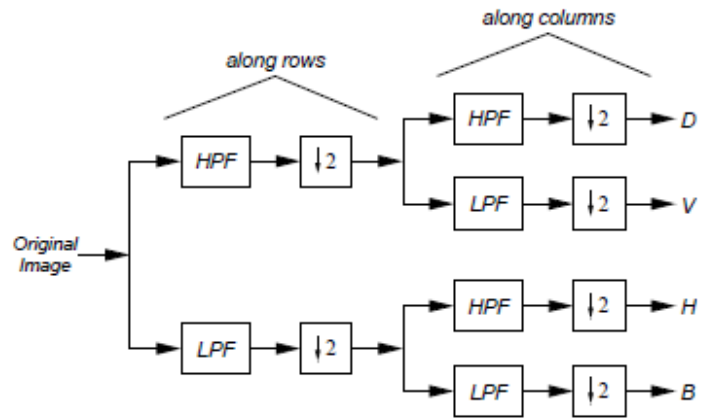 along columns
along rows
HPF ↓2 D
HPF ↓2
LPF ↓2 V
Original
Image
HPF ↓2 H
LPF ↓2
LPF ↓2 B